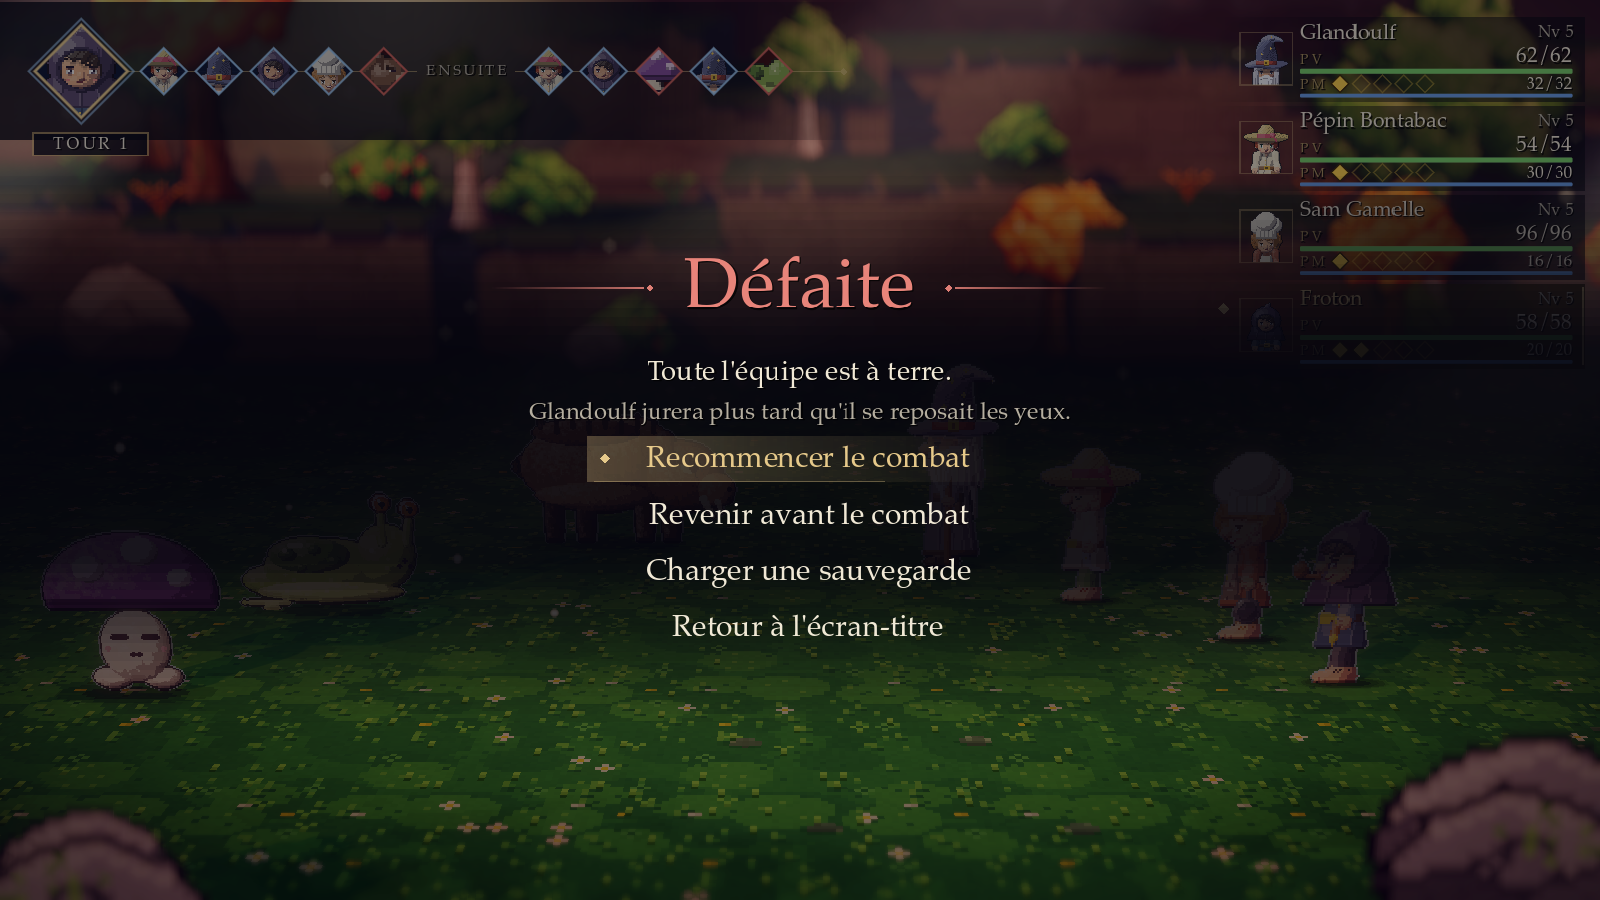 ENSUITE
TOUR 1
Glandoulf Nv 5
PV 62/62
PM 32/32
Pépin Bontabac Nv 5
PV 54/54
PM 30/30
Sam Gamelle Nv 5
PV 96/96
PM 16/16
Froton Nv 5
PV 58/58
PM 20/20
Défaite
Toute l'équipe est à terre.
Glandoulf jurera plus tard qu'il se reposait les yeux.
Recommencer le combat
Revenir avant le combat
Charger une sauvegarde
Retour à l'écran-titre